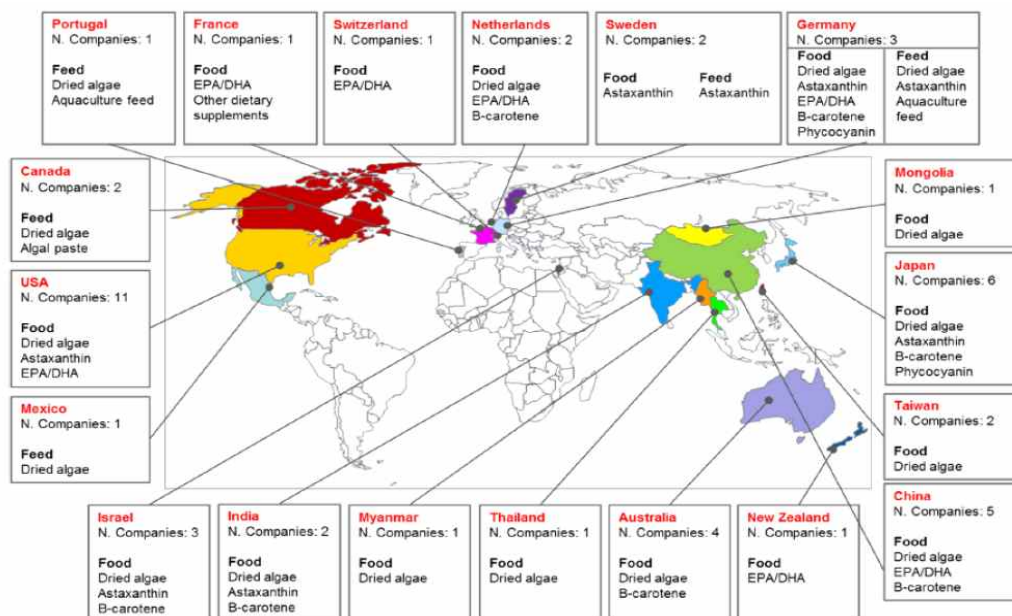 Portugal
N. Companies: 1
Feed
Dried algae
Aquaculture feed
France
N. Companies: 1
Food
EPA/DHA
Other dietary
supplements
Switzerland
N. Companies: 1
Food
EPA/DHA
Netherlands
N. Companies: 2
Food
Dried algae
EPA/DHA
B-carotene
Sweden
N. Companies: 2
Food
Astaxanthin
Feed
Astaxanthin
Germany
N. Companies: 3
Food
Dried algae
Astaxanthin
EPA/DHA
B-carotene
Phycocyanin
Feed
Dried algae
Astaxanthin
Aquaculture
feed
Canada
N. Companies: 2
Feed
Dried algae
Algal paste
USA
N. Companies: 11
Food
Dried algae
Astaxanthin
EPA/DHA
Mexico
N. Companies: 1
Feed
Dried algae
Mongolia
N. Companies: 1
Food
Dried algae
Japan
N. Companies: 6
Food
Dried algae
Astaxanthin
B-carotene
Phycocyanin
Taiwan
N. Companies: 2
Food
Dried algae
China
N. Companies: 5
Food
Dried algae
EPA/DHA
B-carotene
Israel
N. Companies: 3
Food
Dried algae
Astaxanthin
B-carotene
India
N. Companies: 2
Food
Dried algae
Astaxanthin
B-carotene
Myanmar
N. Companies: 1
Food
Dried algae
Thailand
N. Companies: 1
Food
Dried algae
Australia
N. Companies: 4
Food
Dried algae
B-carotene
New Zealand
N. Companies: 1
Food
EPA/DHA